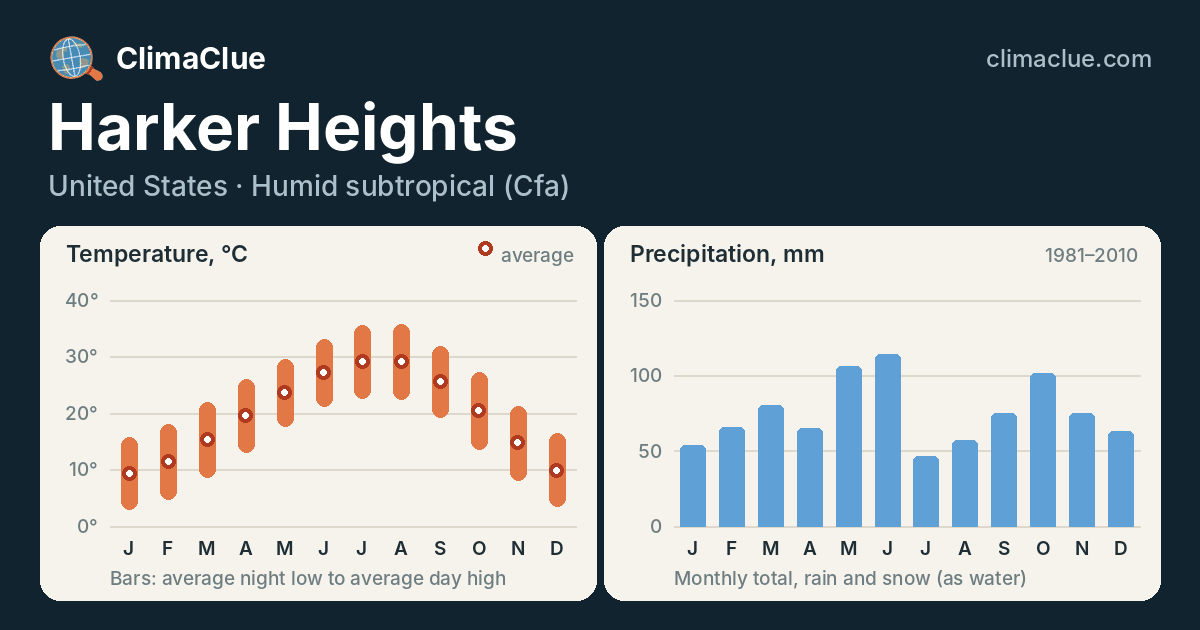 ClimaClue
climaclue.com
Harker Heights
United States · Humid subtropical (Cfa)
Temperature, °C
average
40°
30°
20°
10°
0°
J F M A M J J A S O N D
Bars: average night low to average day high
Precipitation, mm
1981–2010
150
100
50
0
J F M A M J J A S O N D
Monthly total, rain and snow (as water)